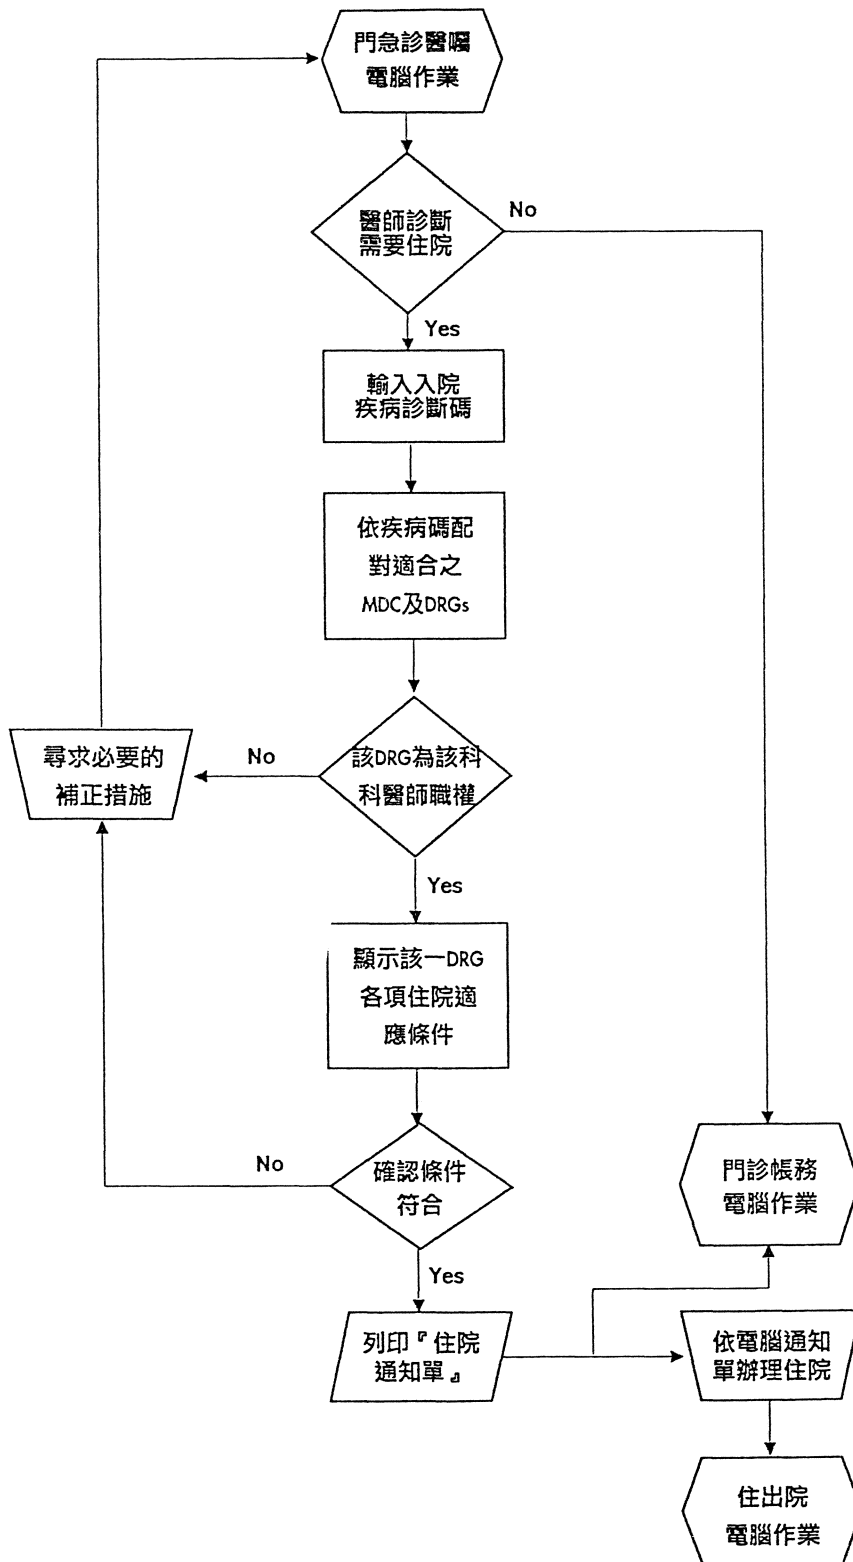 門急診醫囑
電腦作業
醫師診斷
需要住院
No
Yes
輸入入院
疾病診斷碼
依疾病碼配
對適合之
MDC及DRGs
該DRG為該科
科醫師職權
No
尋求必要的
補正措施
Yes
顯示該一DRG
各項住院適
應條件
確認條件
符合
No
Yes
門診帳務
電腦作業
列印『住院
通知單』
依電腦通知
單辦理住院
住出院
電腦作業